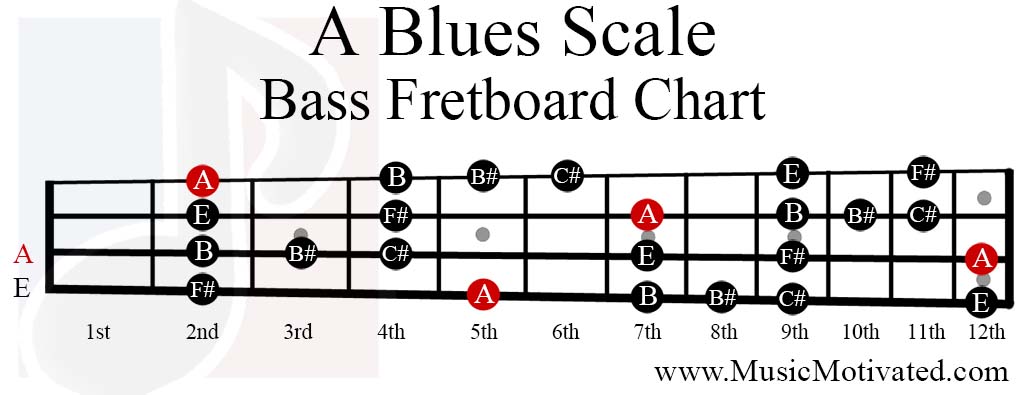 A Blues Scale
Bass Fretboard Chart
A B B# C# E F#
E F# A B B# C#
A B B# C# E F# A
E F# A B B# C# E
1st 2nd 3rd 4th 5th 6th 7th 8th 9th 10th 11th 12th
www.MusicMotivated.com